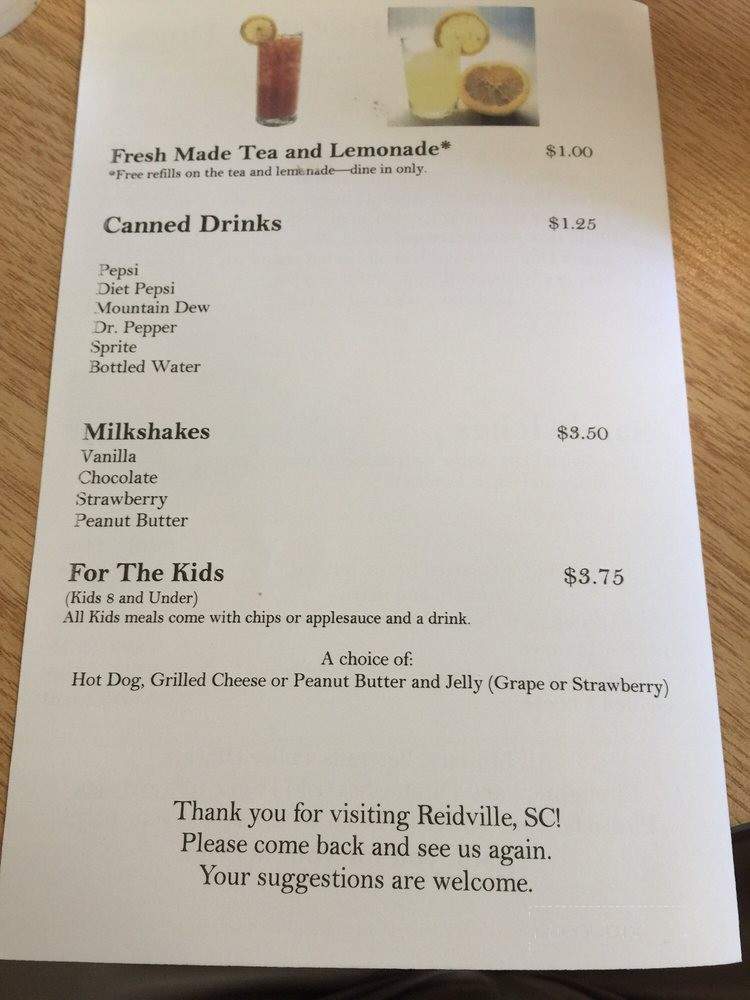 Fresh Made Tea and Lemonade* $1.00
*Free refills on the tea and lemonade—dine in only.
Canned Drinks $1.25
Pepsi
Diet Pepsi
Mountain Dew
Dr. Pepper
Sprite
Bottled Water
Milkshakes $3.50
Vanilla
Chocolate
Strawberry
Peanut Butter
For The Kids $3.75
(Kids 8 and Under)
All Kids meals come with chips or applesauce and a drink.
A choice of:
Hot Dog, Grilled Cheese or Peanut Butter and Jelly (Grape or Strawberry)
Thank you for visiting Reidville, SC!
Please come back and see us again.
Your suggestions are welcome.